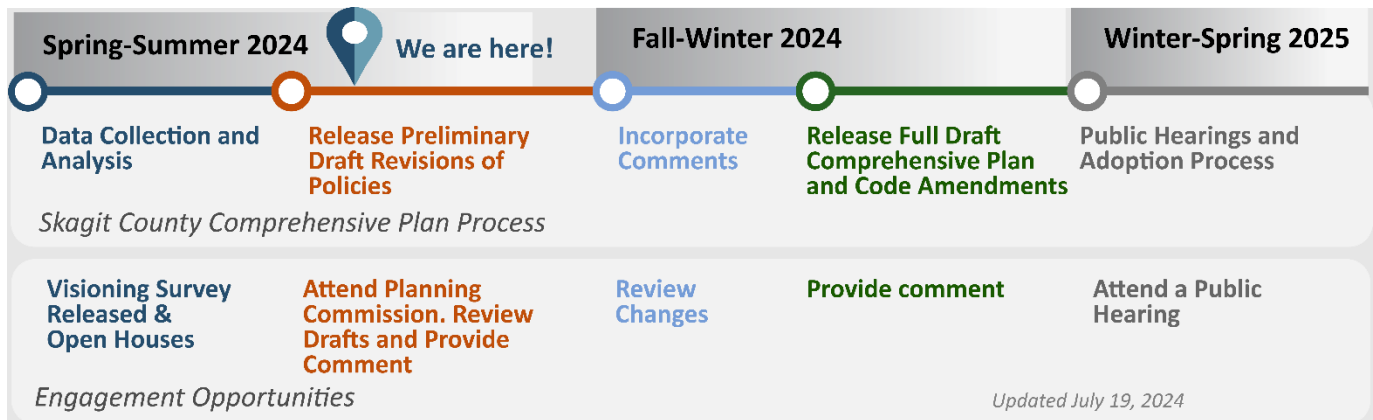 Spring-Summer 2024
We are here!
Fall-Winter 2024
Winter-Spring 2025
Data Collection and
Analysis
Release Preliminary
Draft Revisions of
Policies
Incorporate
Comments
Release Full Draft
Comprehensive Plan
and Code Amendments
Public Hearings and
Adoption Process
Skagit County Comprehensive Plan Process
Visioning Survey
Released &
Open Houses
Attend Planning
Commission. Review
Drafts and Provide
Comment
Review
Changes
Provide comment
Attend a Public
Hearing
Engagement Opportunities
Updated July 19, 2024